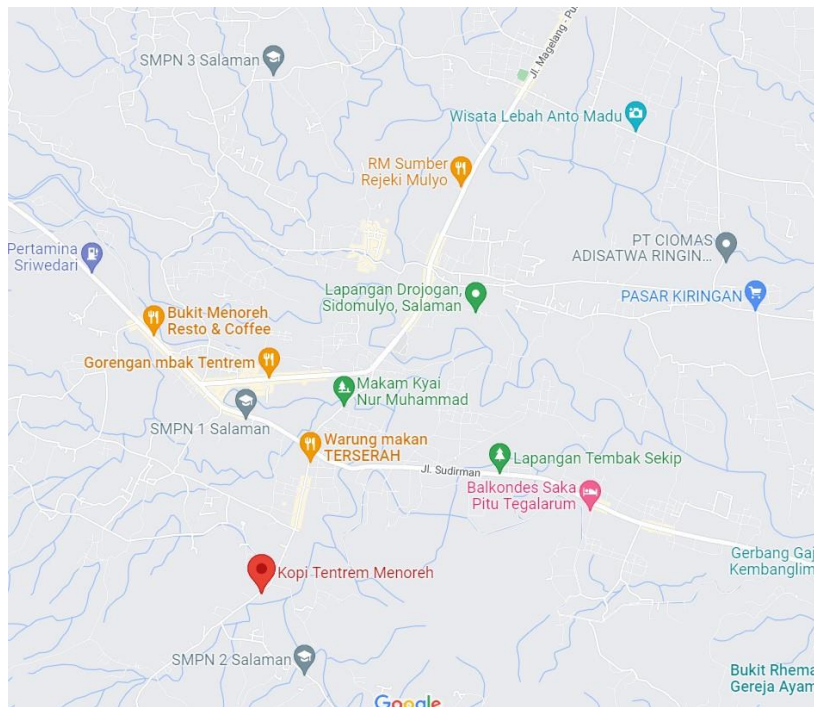 SMPN 3 Salaman
Jl. Magelang - Pu
Wisata Lebah Anto Madu
RM Sumber
Rejeki Mulyo
Pertamina
Sriwedari
PT CIOMAS
ADISATWA RINGIN...
Lapangan Drojogan,
Sidomulyo, Salaman
PASAR KIRINGAN
Bukit Menoreh
Resto & Coffee
Gorengan mbak Tentrem
Makam Kyai
Nur Muhammad
SMPN 1 Salaman
Warung makan
TERSERAH
Jl. Sudirman
Lapangan Tembak Sekip
Balkondes Saka
Pitu Tegalarum
Gerbang Gaj
Kembanglim
Kopi Tentrem Menoreh
SMPN 2 Salaman
Bukit Rhema
Gereja Ayam
Google